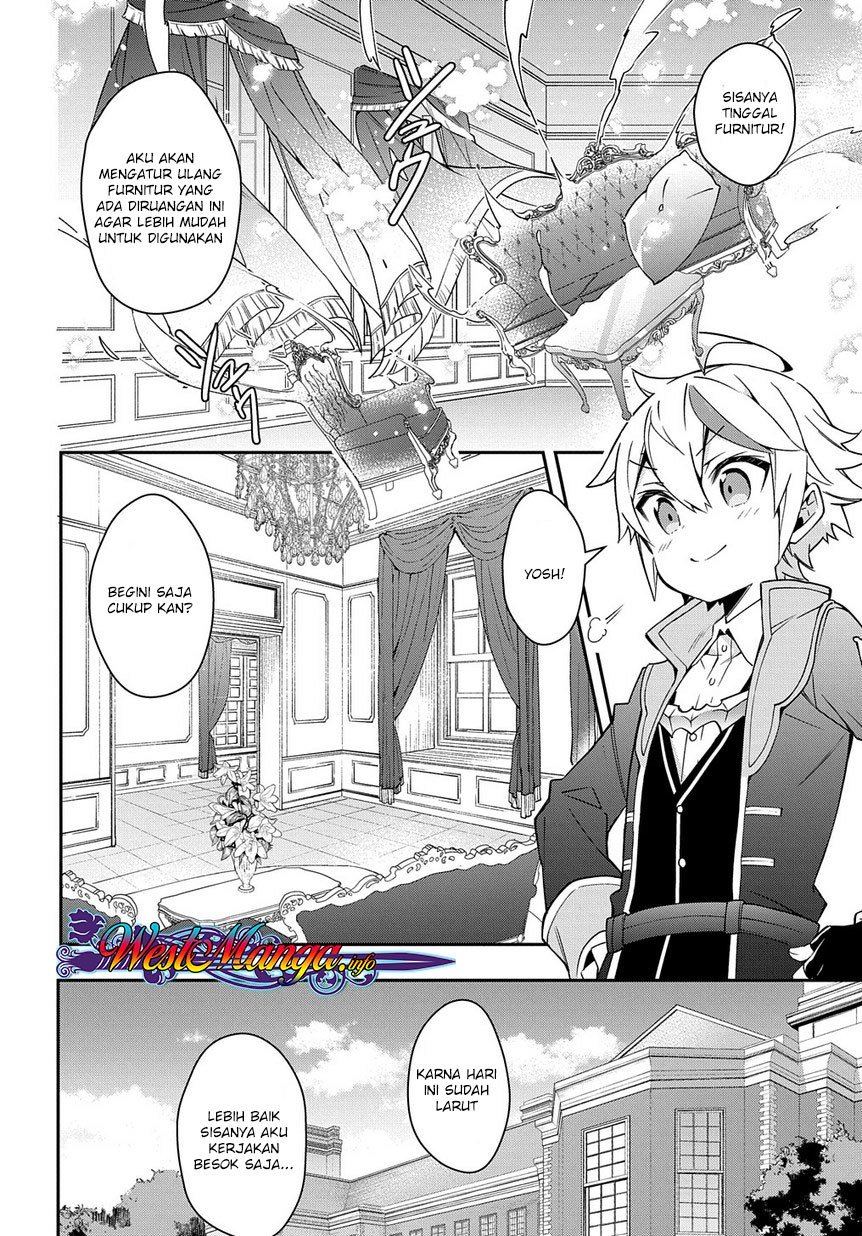 SISANYA
TINGGAL
FURNITUR!
AKU AKAN
MENGATUR ULANG
FURNITUR YANG
ADA DIRUANGAN INI
AGAR LEBIH MUDAH
UNTUK DIGUNAKAN
YOSH!
BEGINI SAJA
CUKUP KAN?
WestManga.info
KARNA HARI
INI SUDAH
LARUT
LEBIH BAIK
SISANYA AKU
KERJAKAN
BESOK SAJA...